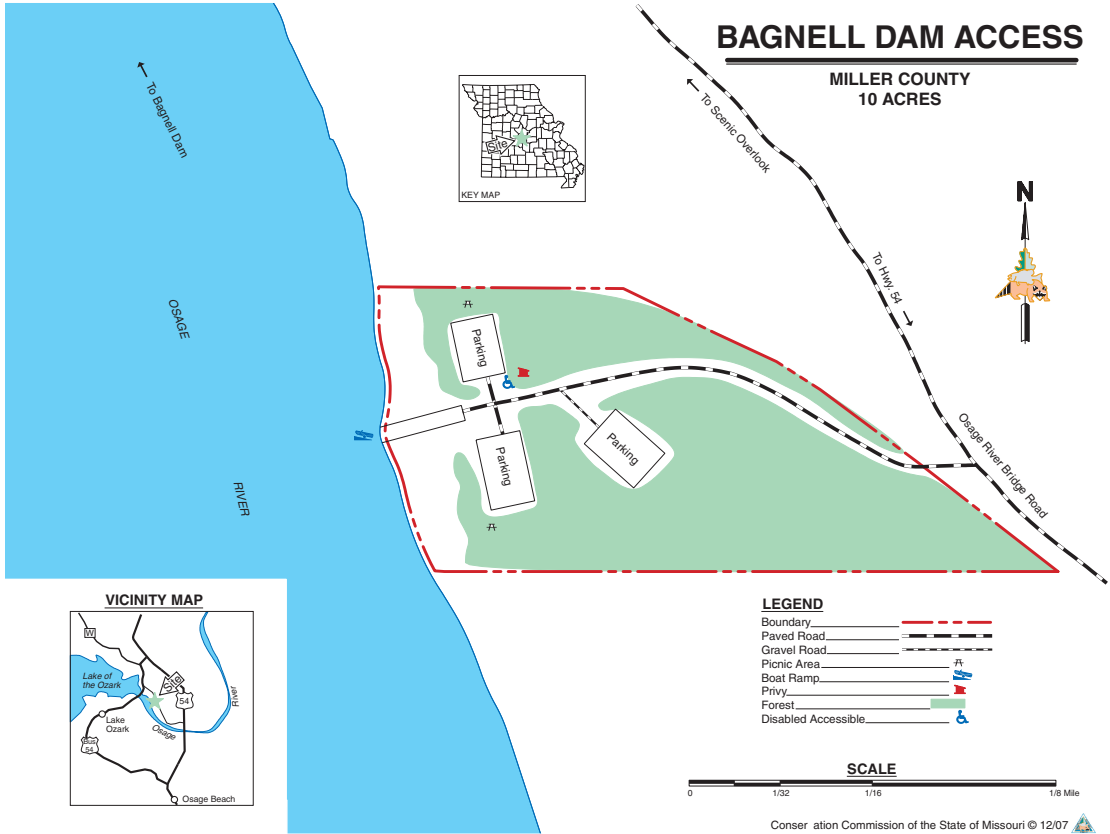 BAGNELL DAM ACCESS
MILLER COUNTY
10 ACRES
To Bagnell Dam
Site
KEY MAP
To Scenic Overlook
N
To Hwy. 54
OSAGE
RIVER
Parking
Parking
Parking
Osage River Bridge Road
VICINITY MAP
W
Lake of
the Ozark
Site
54
River
Lake
Ozark
Osage
Bus
54
Osage Beach
LEGEND
Boundary
Paved Road
Gravel Road
Picnic Area
Boat Ramp
Privy
Forest
Disabled Accessible
SCALE
0 1/32 1/16 1/8 Mile
Conser ation Commission of the State of Missouri © 12/07